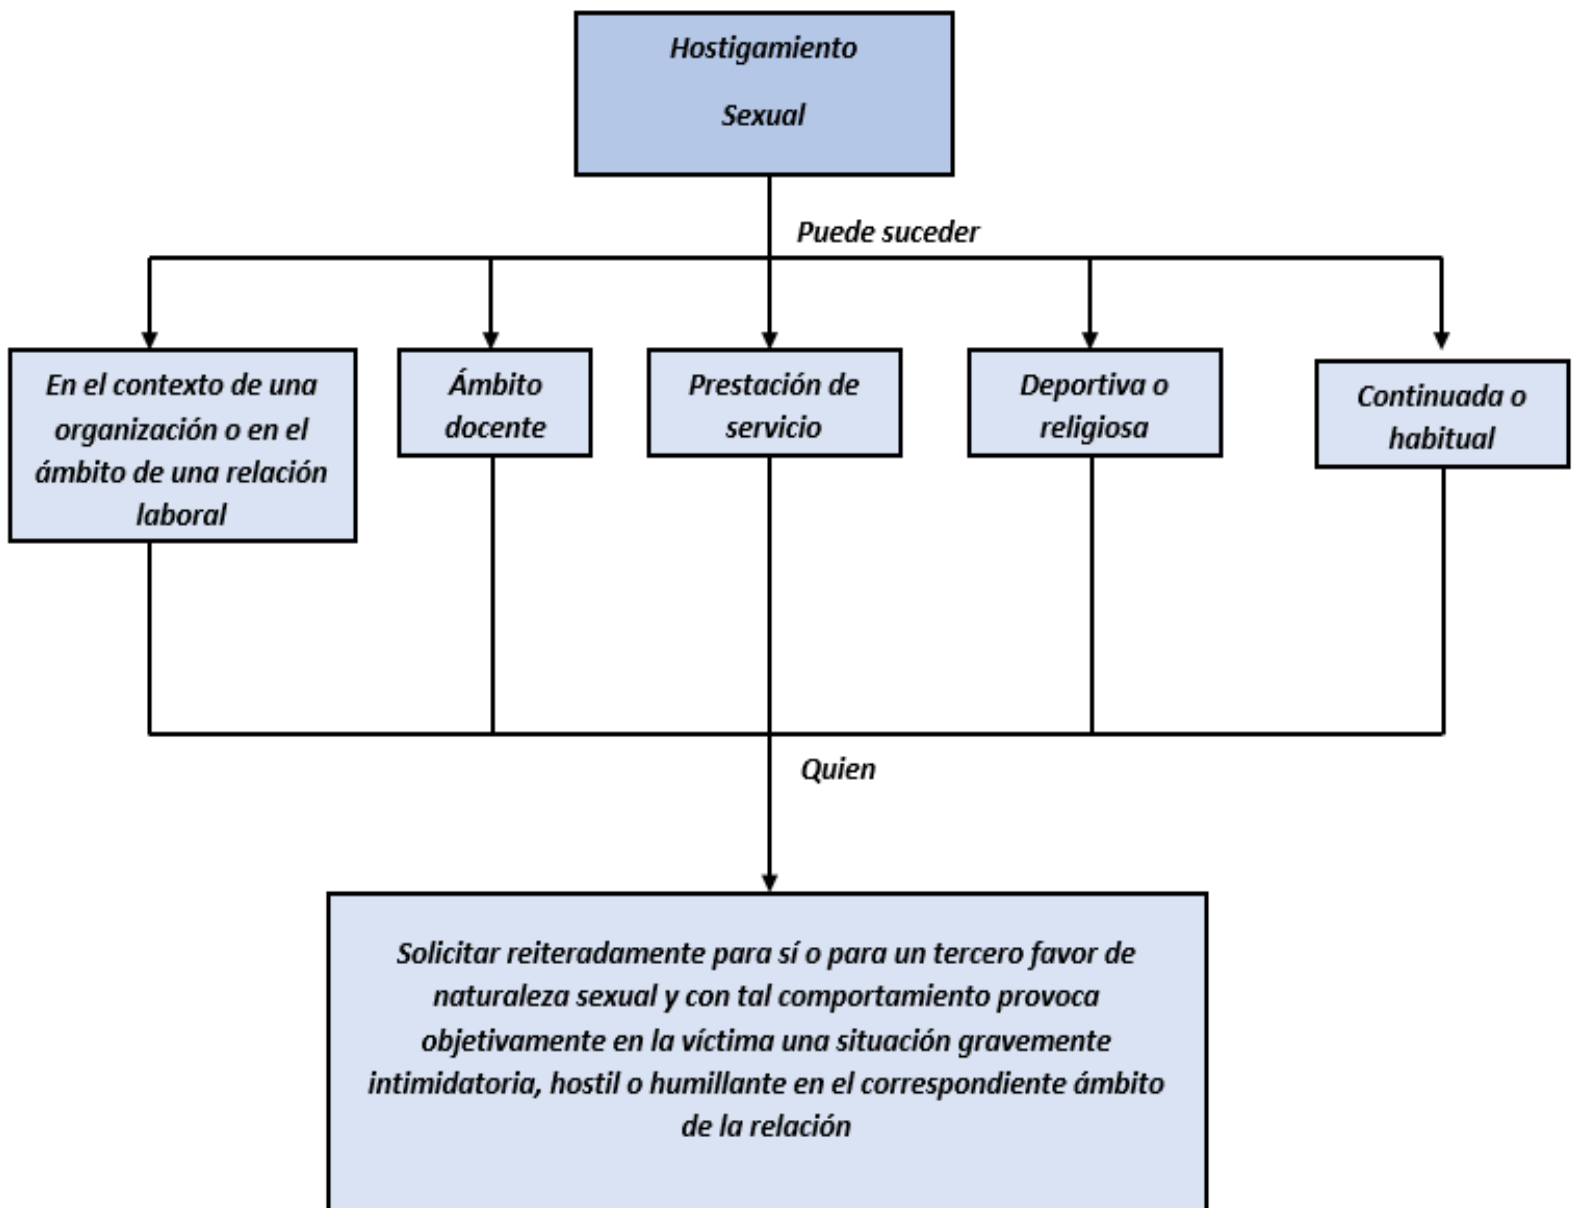 Hostigamiento
Sexual
Puede suceder
En el contexto de una
organización o en el
ámbito de una relación
laboral
Ámbito
docente
Prestación de
servicio
Deportiva o
religiosa
Continuada o
habitual
Quien
Solicitar reiteradamente para sí o para un tercero favor de
naturaleza sexual y con tal comportamiento provoca
objetivamente en la víctima una situación gravemente
intimidatoria, hostil o humillante en el correspondiente ámbito
de la relación